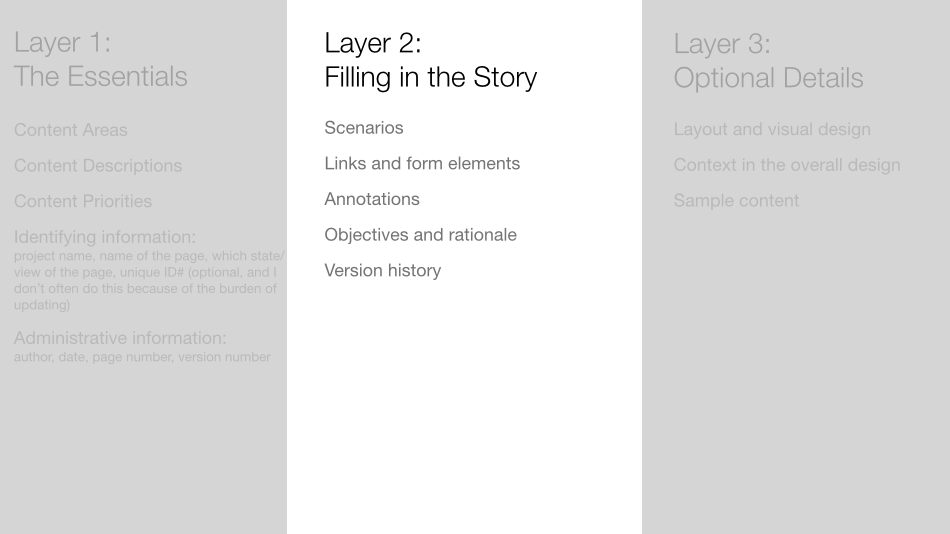 Layer 1:
The Essentials
Content Areas
Content Descriptions
Content Priorities
Identifying information:
project name, name of the page, which state/
view of the page, unique ID# (optional, and I
don't often do this because of the burden of
updating)
Administrative information:
author, date, page number, version number
Layer 2:
Filling in the Story
Scenarios
Links and form elements
Annotations
Objectives and rationale
Version history
Layer 3:
Optional Details
Layout and visual design
Context in the overall design
Sample content